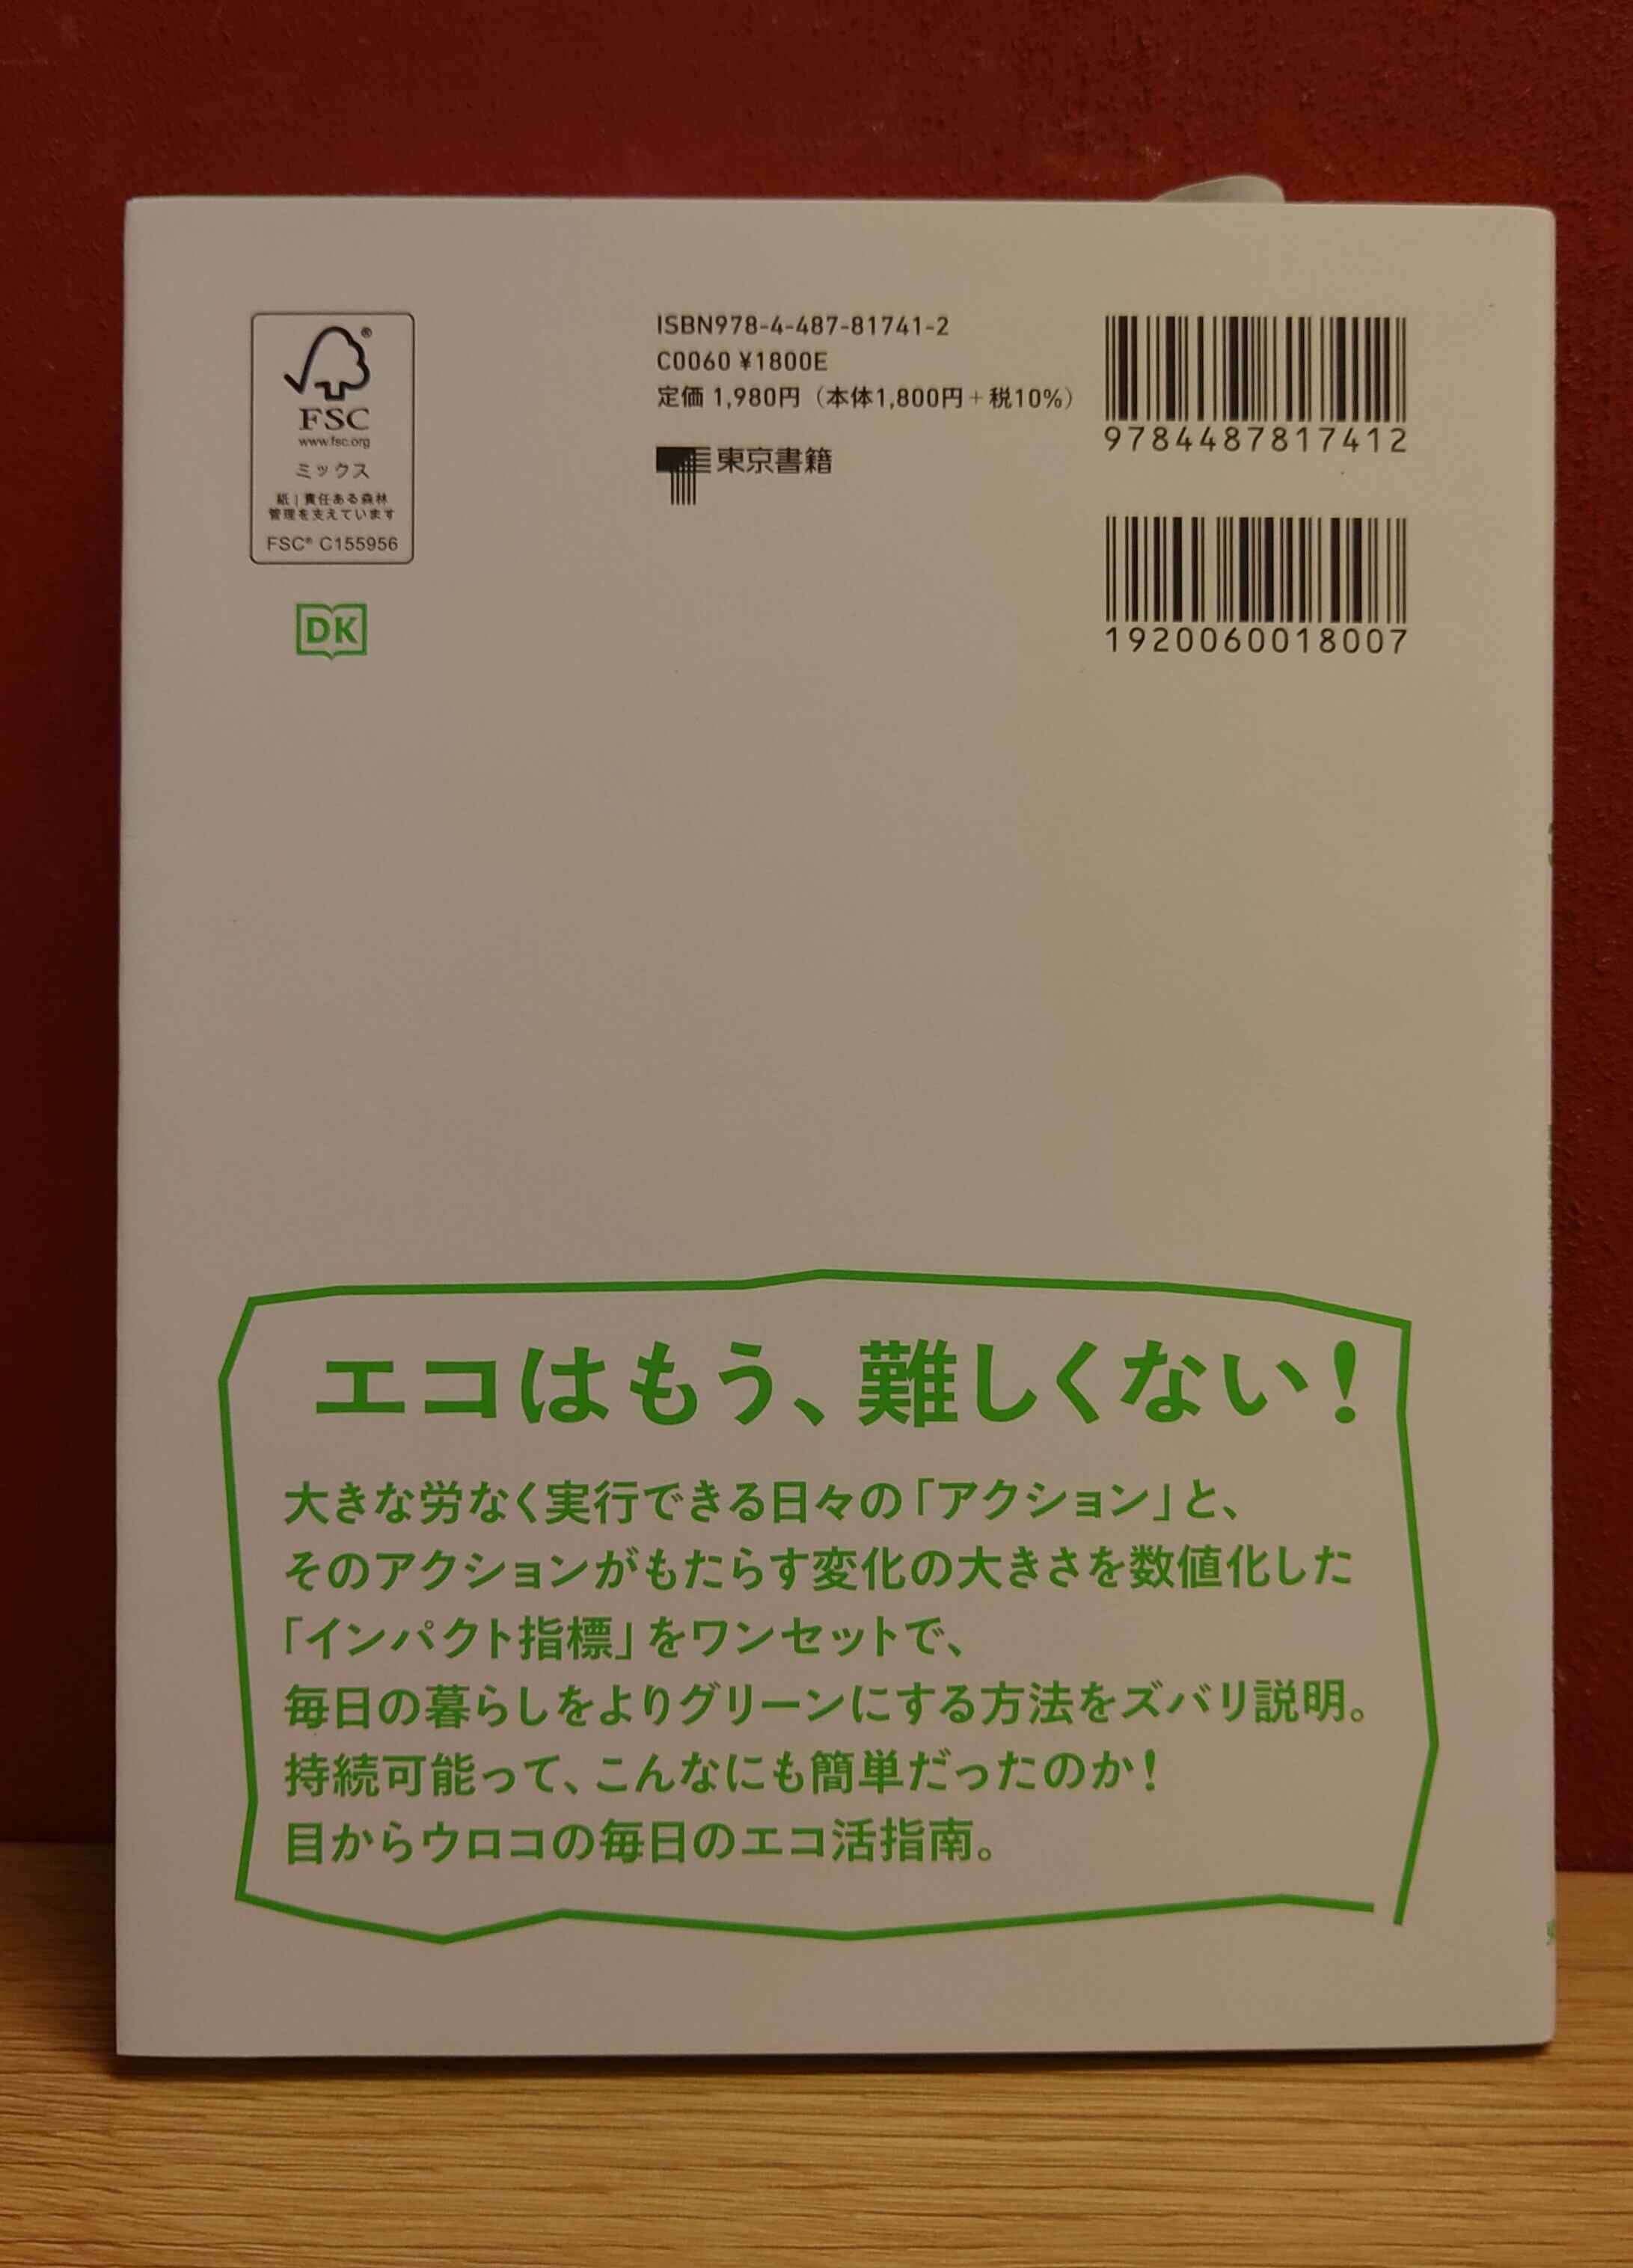 FSC®
www.fsc.org
ミックス
紙 | 責任ある森林
管理を支えています
FSC® C155956
DK
ISBN978-4-487-81741-2
C0060 ¥1800E
定価 1,980円（本体1,800円＋税10%）
東京書籍
9784487817412
1920060018007
エコはもう、難しくない！
大きな労なく実行できる日々の「アクション」と、
そのアクションがもたらす変化の大きさを数値化した
「インパクト指標」をワンセットで、
毎日の暮らしをよりグリーンにする方法をズバリ説明。
持続可能って、こんなにも簡単だったのか！
目からウロコの毎日のエコ活指南。